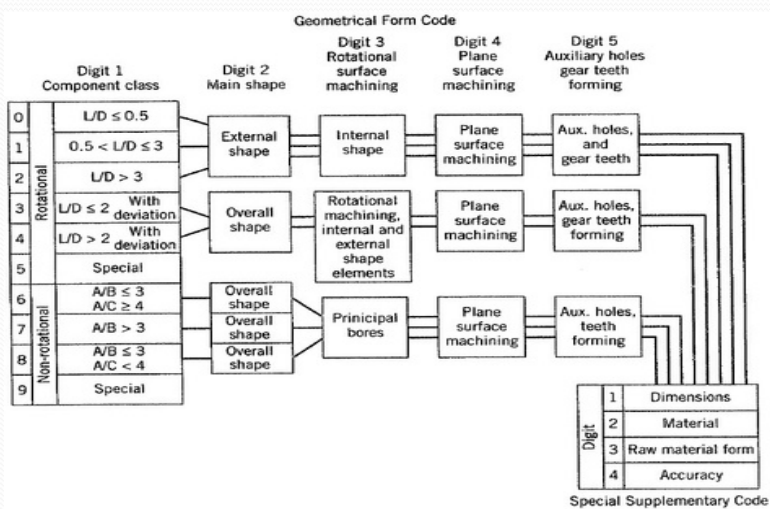 Geometrical Form Code
Digit 1
Component class
Digit 2
Main shape
Digit 3
Rotational
surface
machining
Digit 4
Plane
surface
machining
Digit 5
Auxiliary holes
gear teeth
forming
Rotational
0
L/D ≤ 0.5
1
0.5 < L/D ≤ 3
2
L/D > 3
3
L/D ≤ 2 With
deviation
4
L/D > 2 With
deviation
5
Special
Non-rotational
6
A/B ≤ 3
A/C ≥ 4
7
A/B > 3
8
A/B ≤ 3
A/C < 4
9
Special
External
shape
Internal
shape
Plane
surface
machining
Aux. holes,
and
gear teeth
Overall
shape
Rotational
machining,
internal and
external
shape
elements
Plane
surface
machining
Aux. holes,
gear teeth
forming
Overall
shape
Overall
shape
Overall
shape
Prinicipal
bores
Plane
surface
machining
Aux. holes,
teeth
forming
Digit
1 Dimensions
2 Material
3 Raw material form
4 Accuracy
Special Supplementary Code